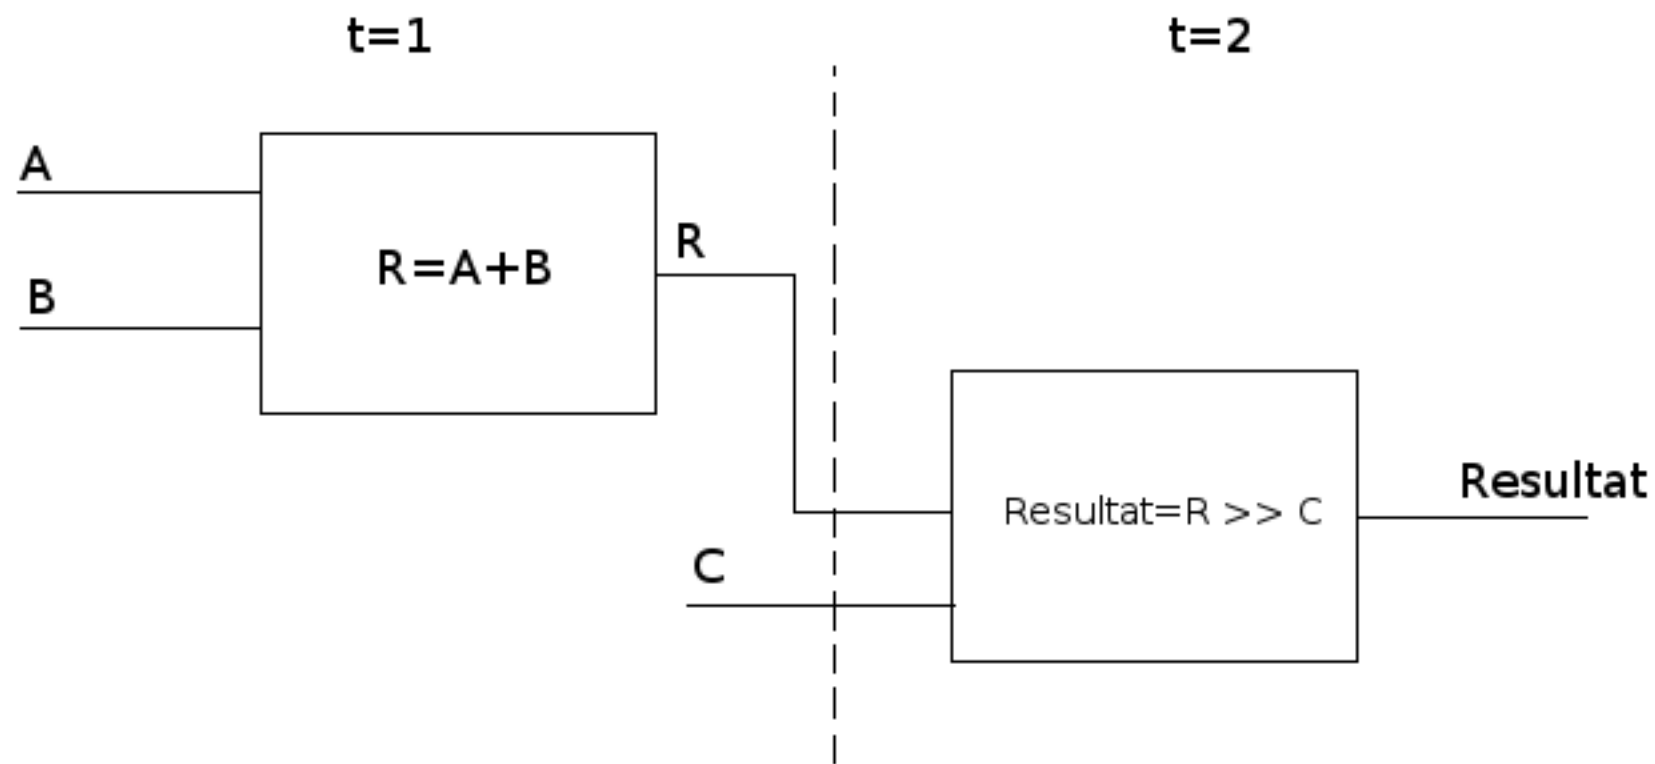 t=1
t=2
A
B
R=A+B
R
C
Resultat=R >> C
Resultat